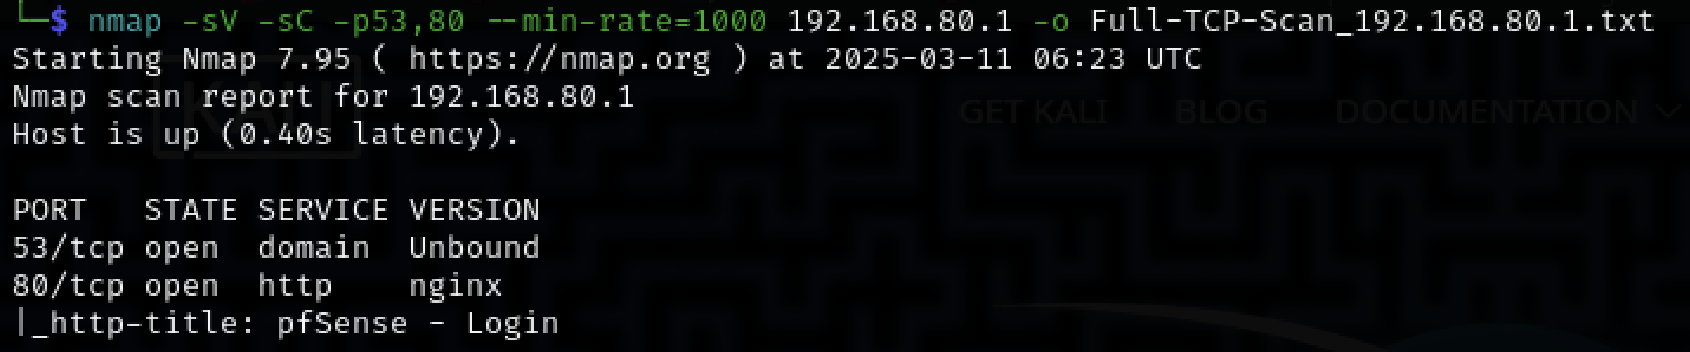 └─$ nmap -sV -sC -p53,80 --min-rate=1000 192.168.80.1 -o Full-TCP-Scan_192.168.80.1.txt
Starting Nmap 7.95 ( https://nmap.org ) at 2025-03-11 06:23 UTC
Nmap scan report for 192.168.80.1
KALI GET KALI BLOG DOCUMENTATION
Host is up (0.40s latency).
PORT STATE SERVICE VERSION
53/tcp open domain Unbound
80/tcp open http nginx
|_http-title: pfSense - Login